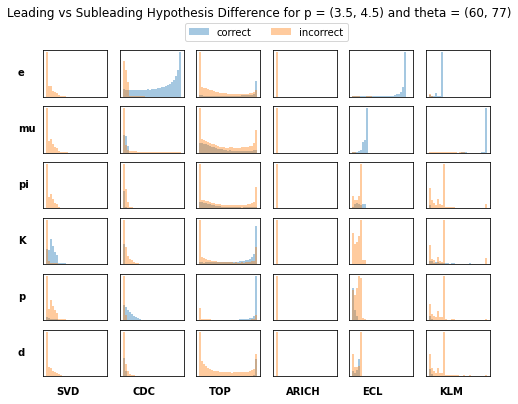 Leading vs Subleading Hypothesis Difference for p = (3.5, 4.5) and theta = (60, 77)
correct incorrect
e
mu
pi
K
p
d
SVD CDC TOP ARICH ECL KLM